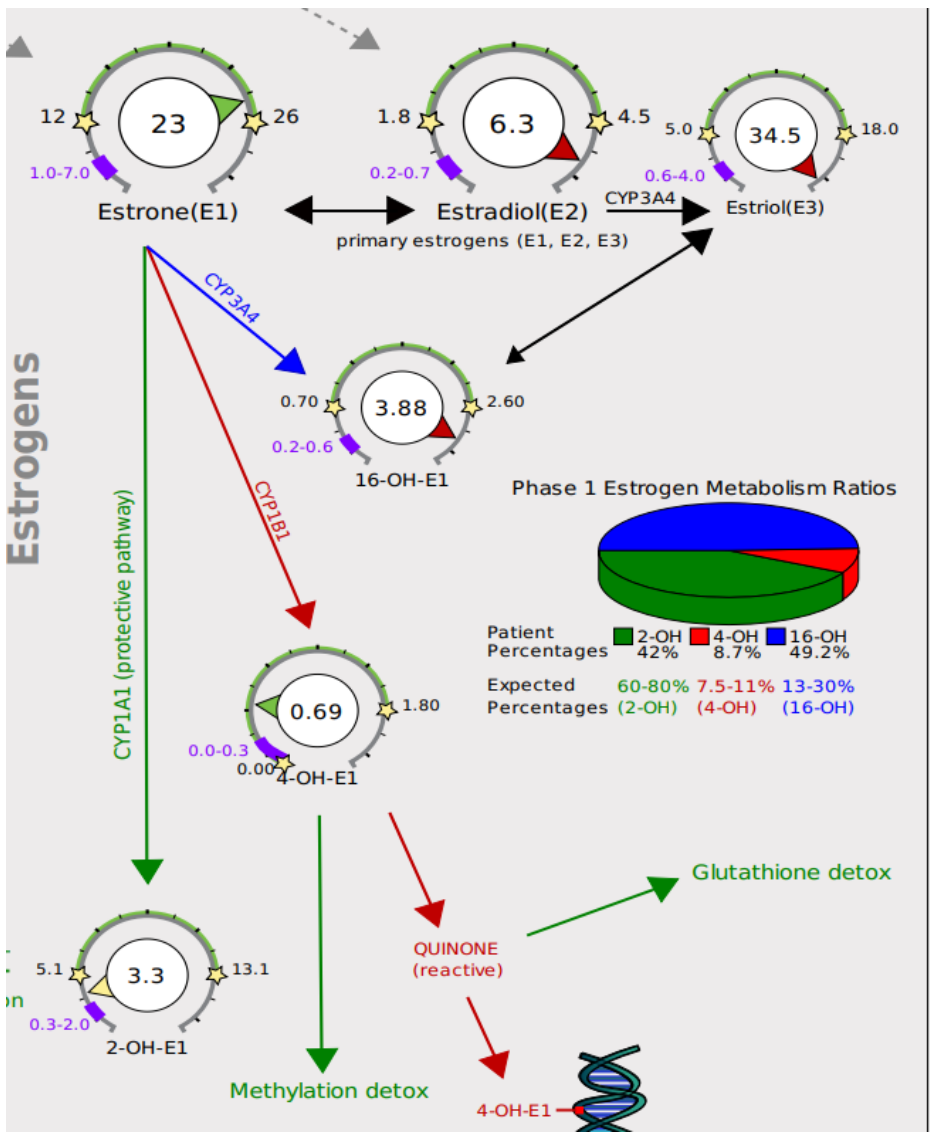 12
23
26
1.0-7.0
Estrone(E1)
1.8
6.3
4.5
0.2-0.7
Estradiol(E2)
CYP3A4
5.0
34.5
18.0
0.6-4.0
Estriol(E3)
primary estrogens (E1, E2, E3)
Estrogens
CYP3A4
0.70
3.88
2.60
0.2-0.6
16-OH-E1
CYP1B1
CYP1A1 (protective pathway)
Phase 1 Estrogen Metabolism Ratios
Patient Percentages
2-OH 42%
4-OH 8.7%
16-OH 49.2%
Expected Percentages
60-80% (2-OH)
7.5-11% (4-OH)
13-30% (16-OH)
0.69
1.80
0.0-0.3
0.00
4-OH-E1
Glutathione detox
QUINONE
(reactive)
5.1
3.3
13.1
on
0.3-2.0
2-OH-E1
Methylation detox
4-OH-E1